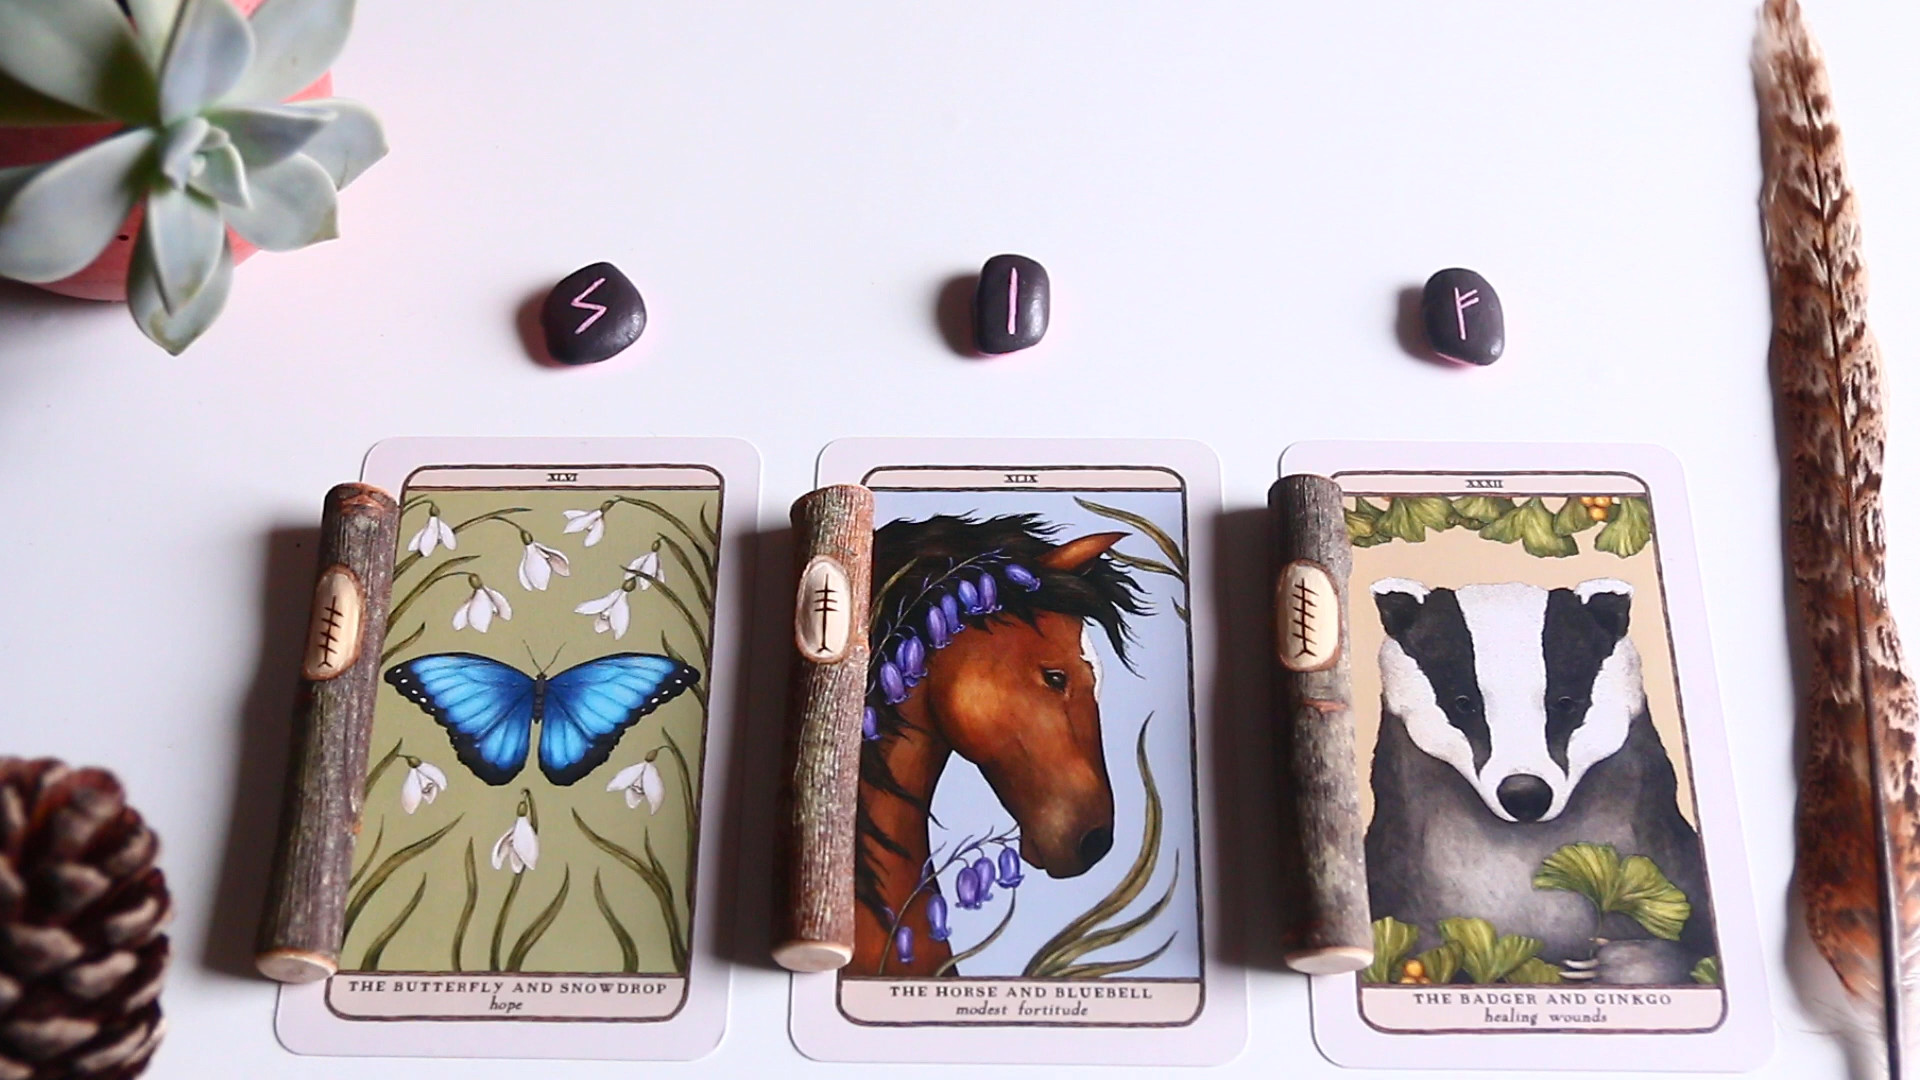 ᛋ
ᛁ
ᚠ
XLVI
THE BUTTERFLY AND SNOWDROP
hope
XLIX
THE HORSE AND BLUEBELL
modest fortitude
XXXII
THE BADGER AND GINKGO
healing wounds